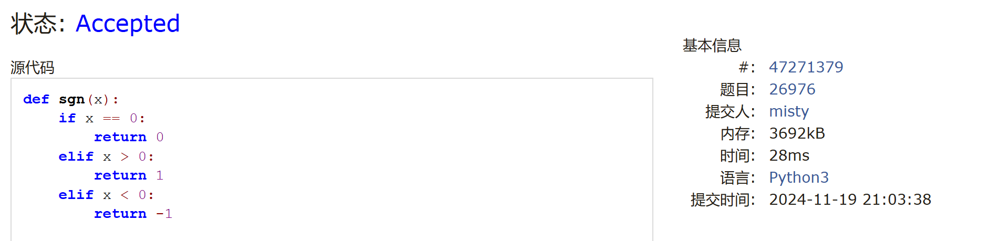 状态: Accepted
源代码
def sgn(x):
    if x == 0:
        return 0
    elif x > 0:
        return 1
    elif x < 0:
        return -1
基本信息
#: 47271379
题目: 26976
提交人: misty
内存: 3692kB
时间: 28ms
语言: Python3
提交时间: 2024-11-19 21:03:38